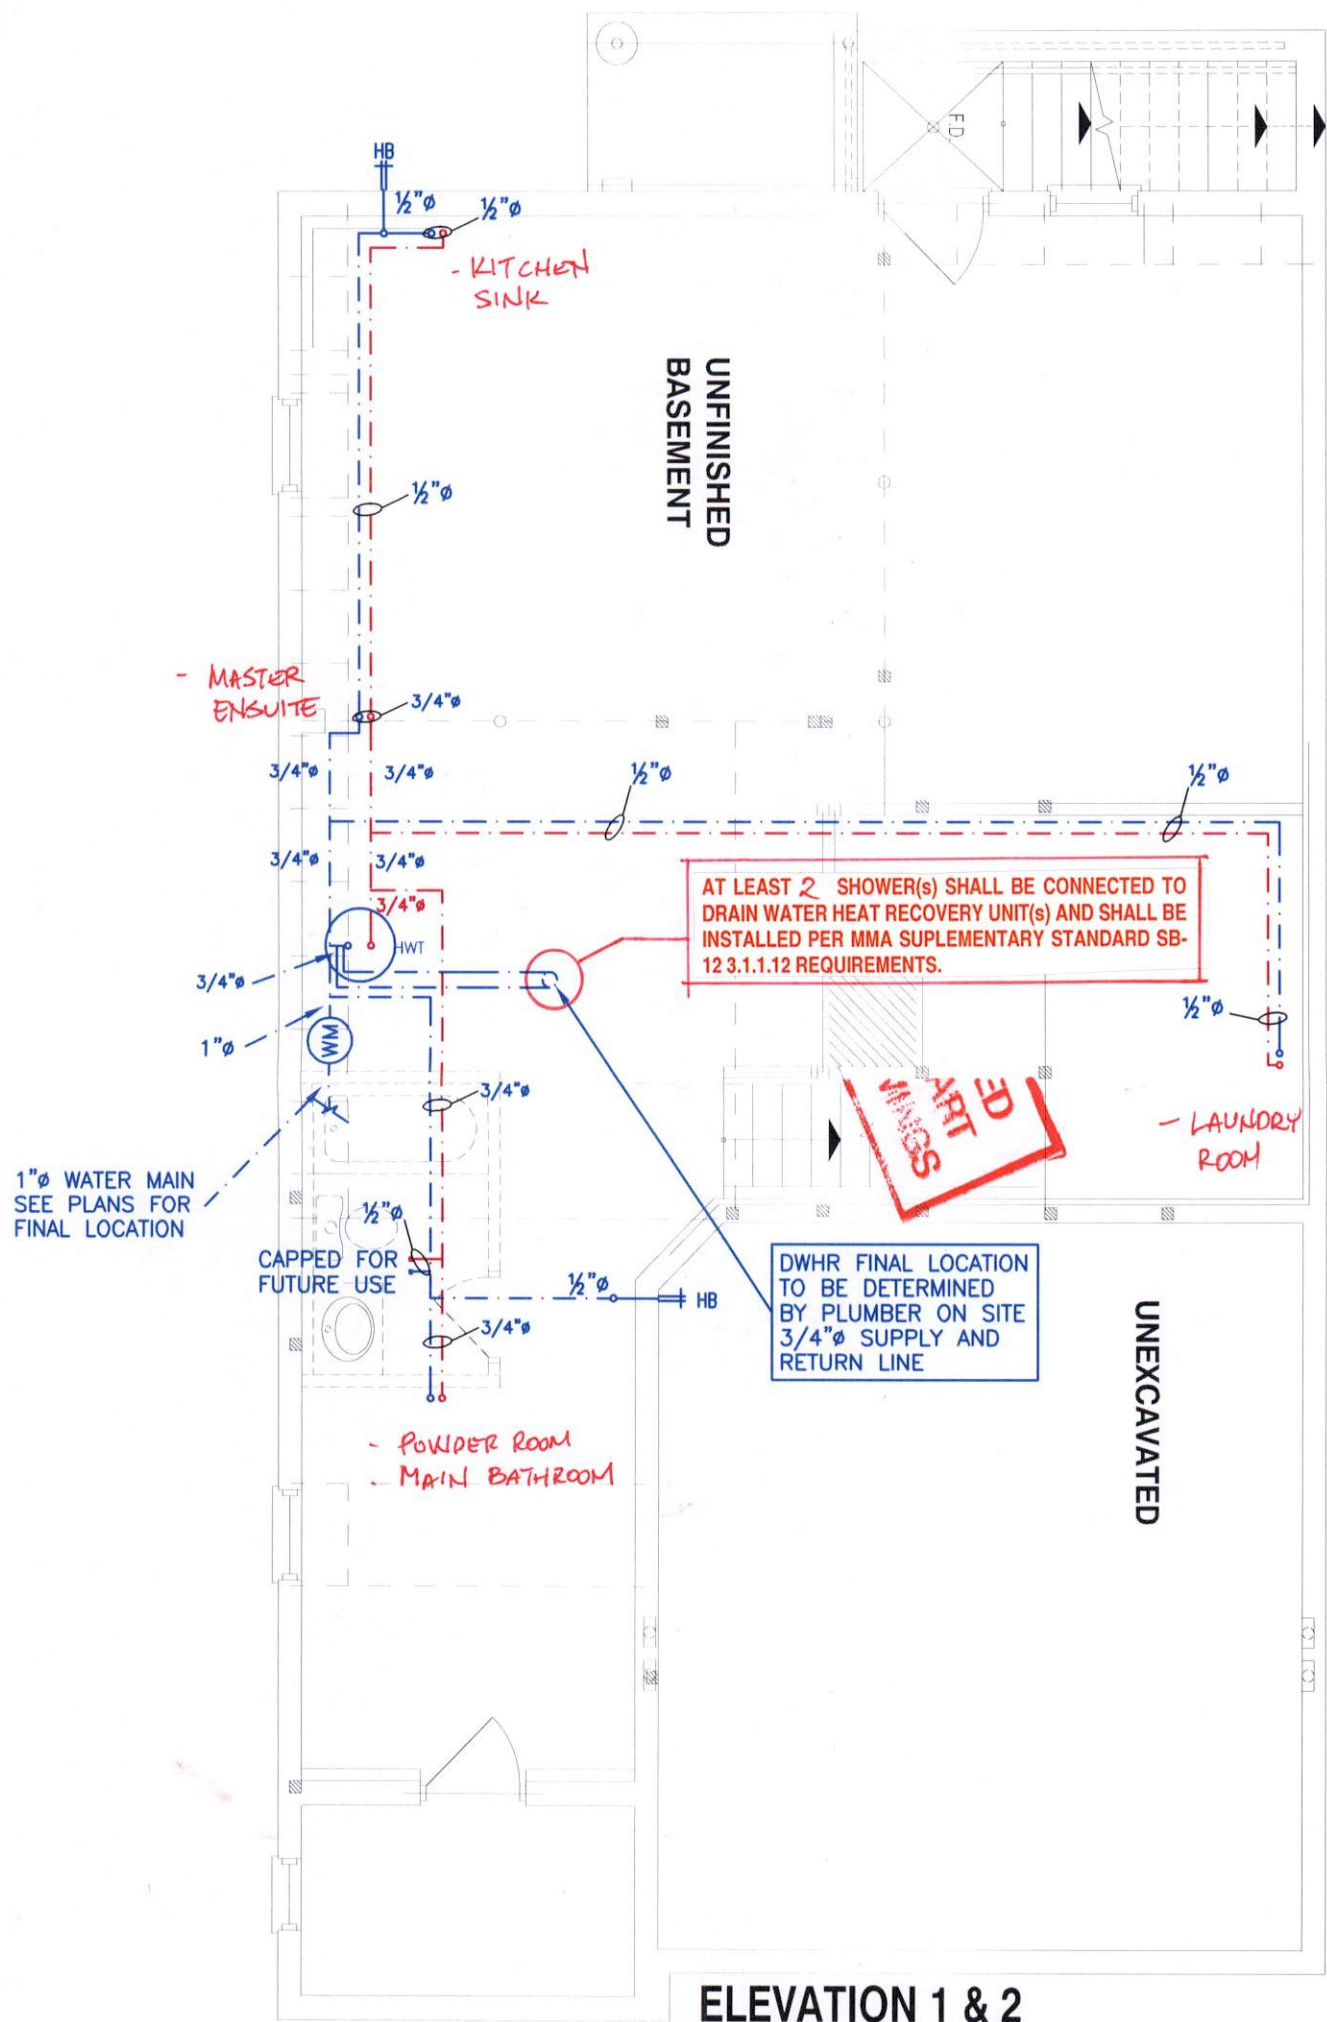 F.D.
HB
½"ø
½"ø
- KITCHEN
SINK
UNFINISHED
BASEMENT
½"ø
- MASTER
ENSUITE
3/4"ø
3/4"ø
3/4"ø
½"ø
½"ø
3/4"ø
3/4"ø
3/4"ø
AT LEAST 2 SHOWER(s) SHALL BE CONNECTED TO
DRAIN WATER HEAT RECOVERY UNIT(s) AND SHALL BE
INSTALLED PER MMA SUPLEMENTARY STANDARD SB-
12 3.1.1.12 REQUIREMENTS.
HWT
3/4"ø
½"ø
1"ø
WM
3/4"ø
ED
ART
WINGS
- LAUNDRY
ROOM
1"ø WATER MAIN
SEE PLANS FOR
FINAL LOCATION
½"ø
CAPPED FOR
FUTURE USE
½"ø
HB
DWHR FINAL LOCATION
TO BE DETERMINED
BY PLUMBER ON SITE
3/4"ø SUPPLY AND
RETURN LINE
3/4"ø
UNEXCAVATED
- POWDER ROOM
- MAIN BATHROOM
ELEVATION 1 & 2